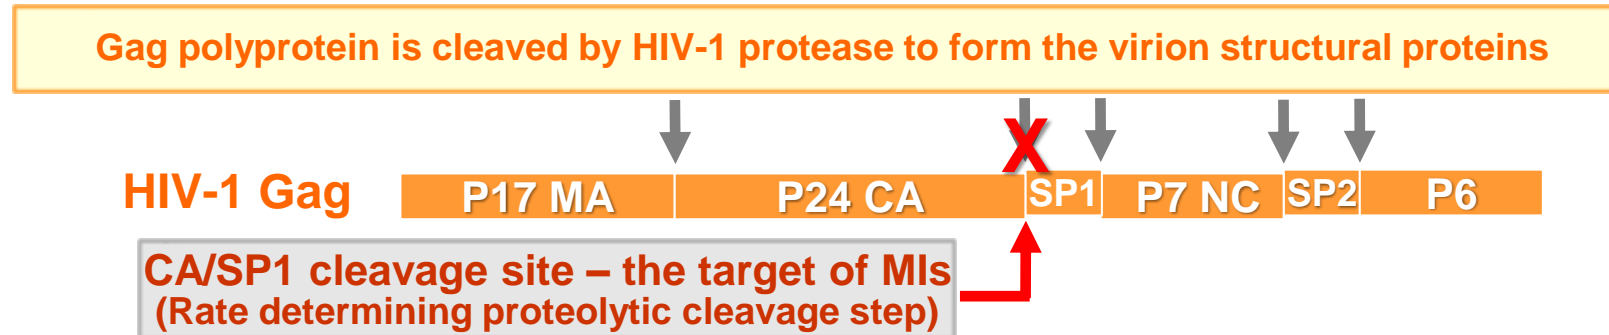 Gag polyprotein is cleaved by HIV-1 protease to form the virion structural proteins
X
HIV-1 Gag
P17 MA
P24 CA
SP1
P7 NC
SP2
P6
CA/SP1 cleavage site – the target of MIs
(Rate determining proteolytic cleavage step)